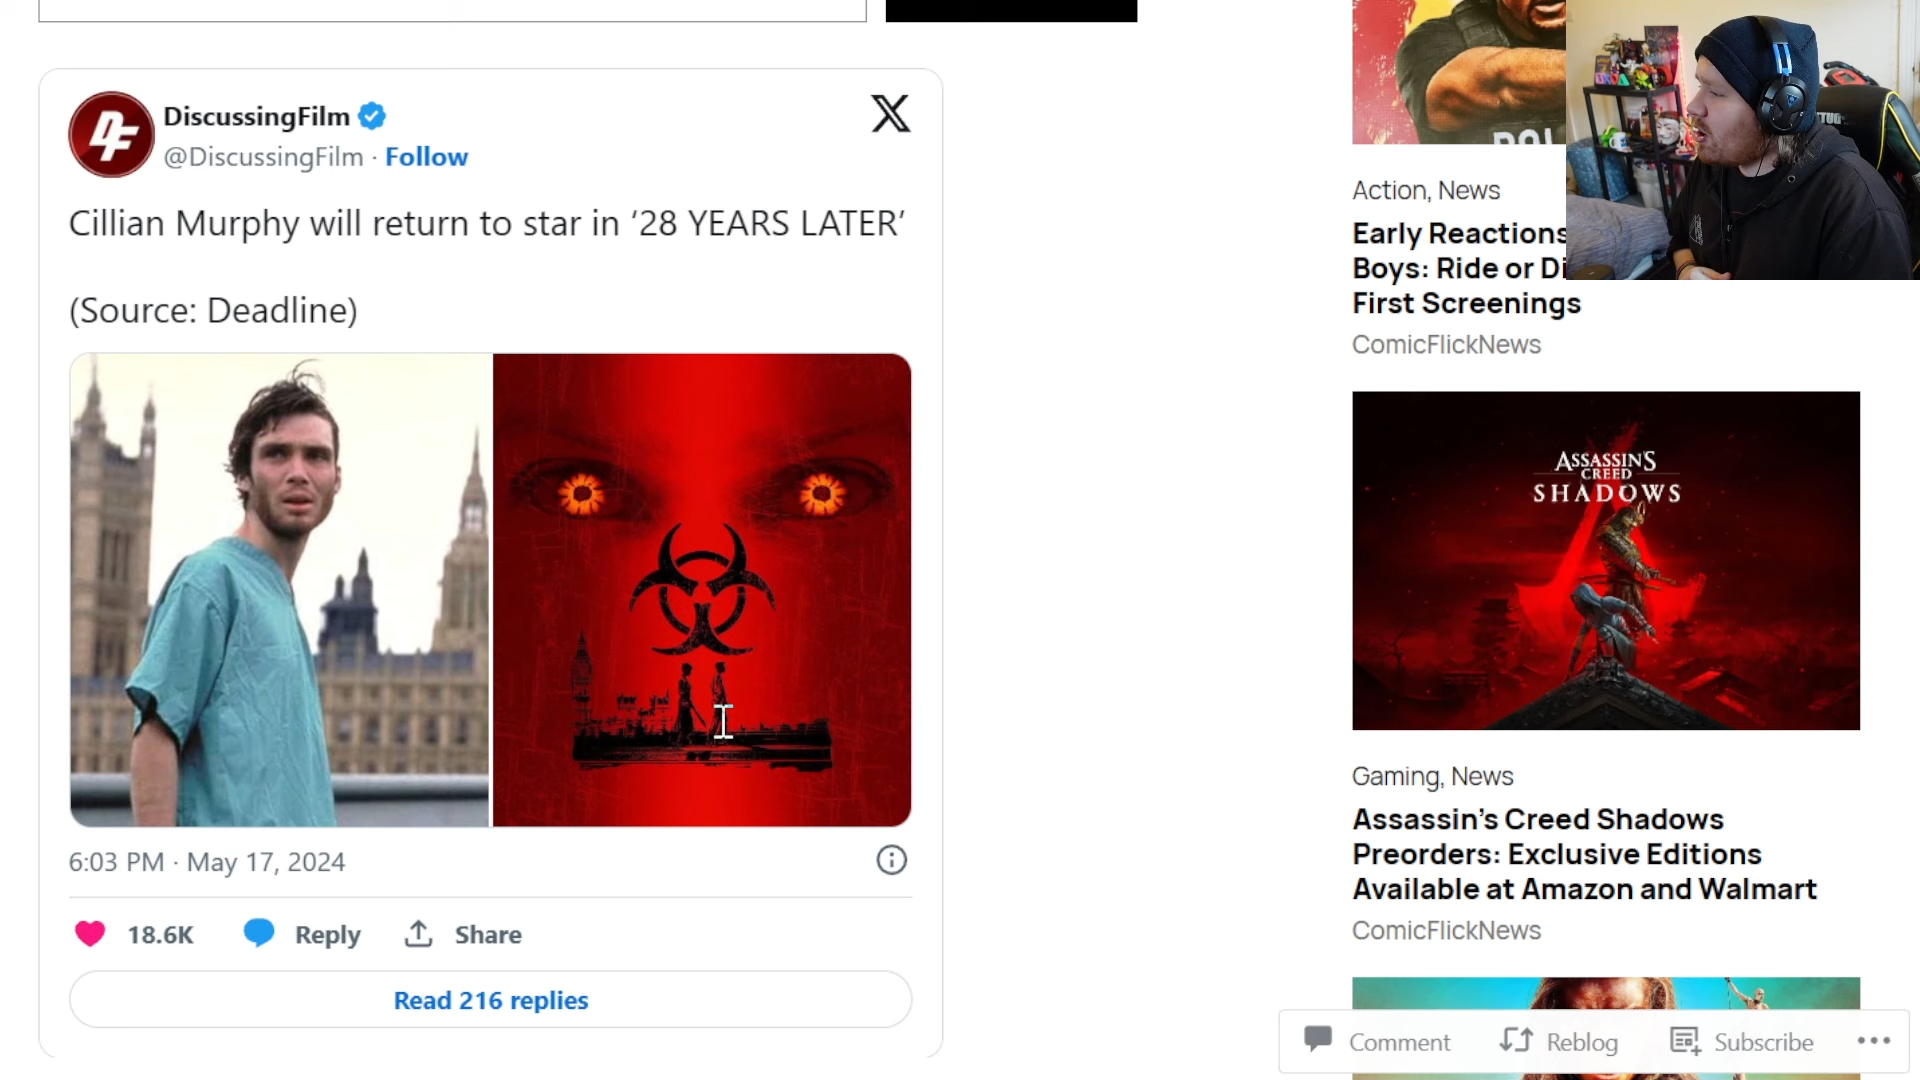 DF
DiscussingFilm
@DiscussingFilm · Follow
Cillian Murphy will return to star in ‘28 YEARS LATER’
(Source: Deadline)
6:03 PM · May 17, 2024
18.6K
Reply
Share
Read 216 replies
Action, News
Early Reactions
Boys: Ride or Di
First Screenings
ComicFlickNews
ASSASSIN'S
CREED
SHADOWS
Gaming, News
Assassin's Creed Shadows
Preorders: Exclusive Editions
Available at Amazon and Walmart
ComicFlickNews
Comment
Reblog
Subscribe